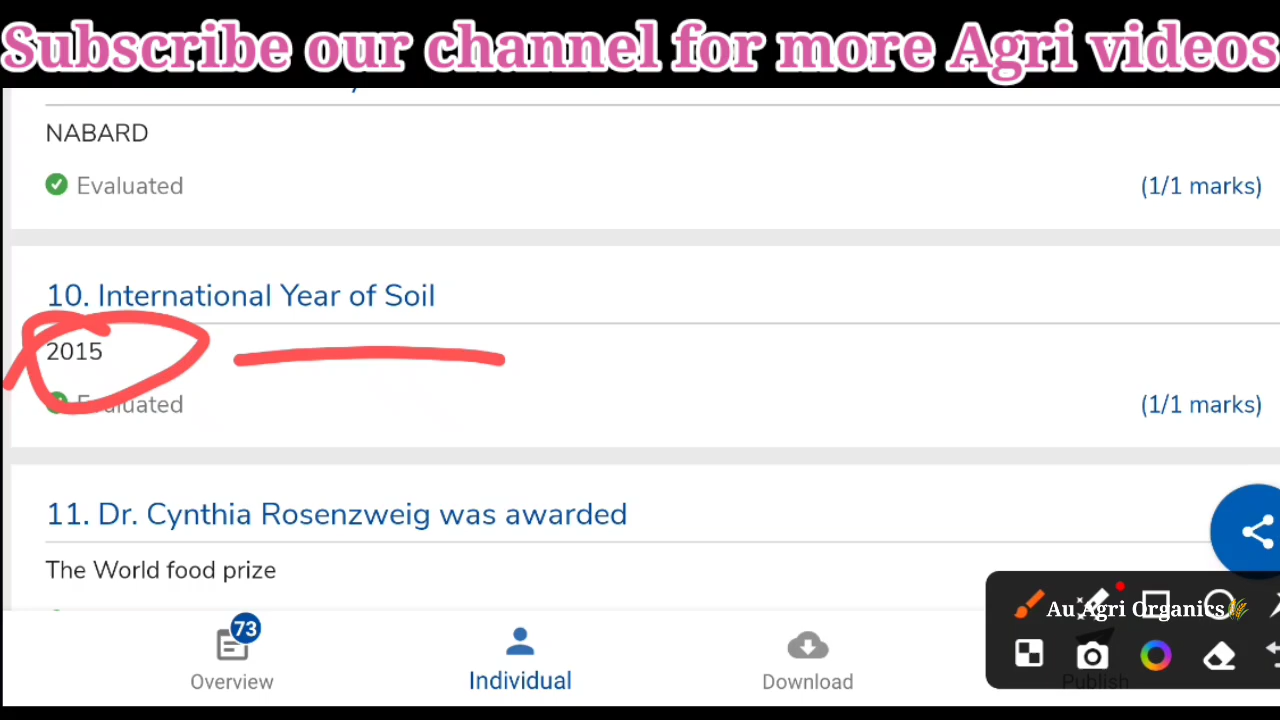 Subscribe our channel for more Agri videos
NABARD
Evaluated
(1/1 marks)
10. International Year of Soil
2015
Evaluated
(1/1 marks)
11. Dr. Cynthia Rosenzweig was awarded
The World food prize
Au Agri Organics🌾
73
Overview
Individual
Download
Publish